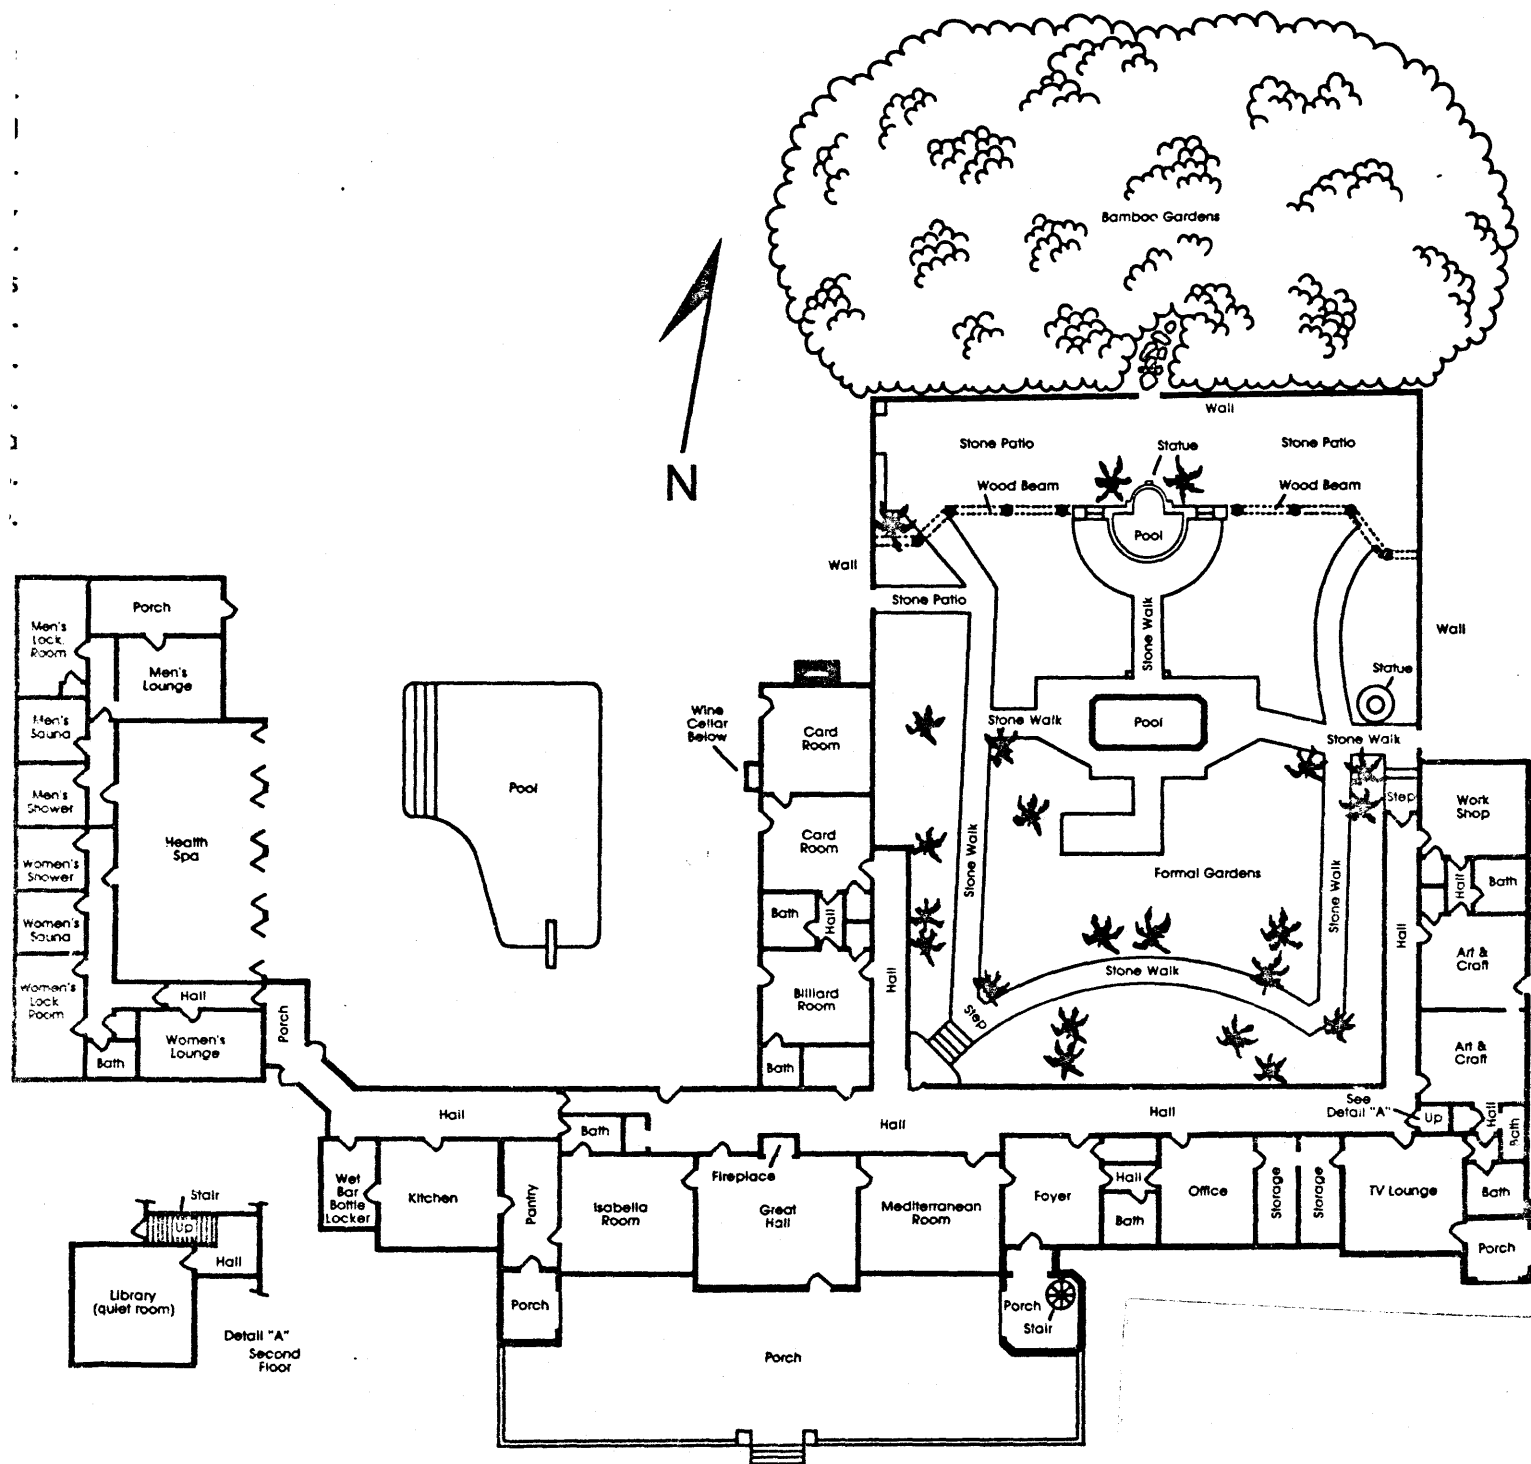 Bamboo Gardens
Wall
Stone Patio
Statue
Stone Patio
Wood Beam
Wood Beam
N
Pool
Wall
Stone Patio
Stone Walk
Wall
Statue
Porch
Men's
Lock.
Room
Men's
Lounge
Men's
Sauna
Men's
Shower
Women's
Shower
Women's
Sauna
Women's
Lock
Room
Health
Spa
Hall
Women's
Lounge
Bath
Porch
Pool
Wine
Cellar
Below
Card
Room
Card
Room
Bath
Hall
Billiard
Room
Bath
Hall
Stone Walk
Pool
Stone Walk
Step
Stone Walk
Formal Gardens
Stone Walk
Stone Walk
Step
Hall
Work
Shop
Hall
Bath
Art &
Craft
Art &
Craft
See
Detail "A"
Up
Hall
Bath
Hall
Hall
Hall
Bath
Fireplace
Wet
Bar
Bottle
Locker
Kitchen
Pantry
Isabella
Room
Great
Hall
Mediterranean
Room
Foyer
Hall
Bath
Office
Storage
Storage
TV Lounge
Bath
Porch
Porch
Porch
Stair
Porch
Stair
Up
Hall
Library
(quiet room)
Detail "A"
Second
Floor